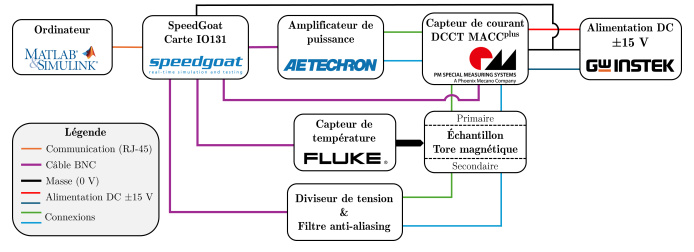 Ordinateur
MATLAB
&SIMULINK®
SpeedGoat
Carte IO131
speedgoat
real-time simulation and testing
Amplificateur de
puissance
AETECHRON
Capteur de courant
DCCT MACCplus
PM SPECIAL MEASURING SYSTEMS
A Phoenix Mecano Company
Alimentation DC
±15 V
GW INSTEK
Capteur de
température
FLUKE®
Primaire
Échantillon
Tore magnétique
Secondaire
Diviseur de tension
&
Filtre anti-aliasing
Légende
Communication (RJ-45)
Câble BNC
Masse (0 V)
Alimentation DC ±15 V
Connexions